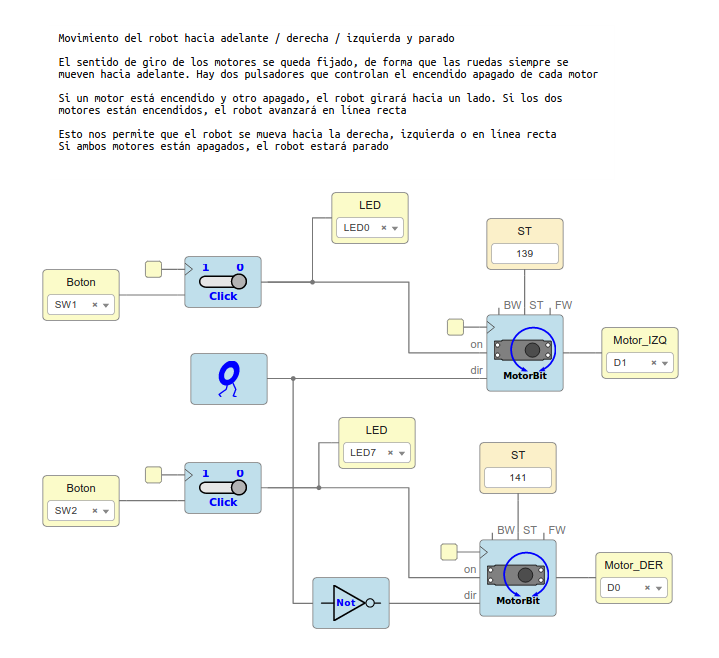 Movimiento del robot hacia adelante / derecha / izquierda y parado
El sentido de giro de los motores se queda fijado, de forma que las ruedas siempre se
mueven hacia adelante. Hay dos pulsadores que controlan el encendido apagado de cada motor
Si un motor está encendido y otro apagado, el robot girará hacia un lado. Si los dos
motores están encendidos, el robot avanzará en linea recta
Esto nos permite que el robot se mueva hacia la derecha, izquierda o en linea recta
Si ambos motores están apagados, el robot estará parado
LED
LED0
ST
139
1 0
Click
Boton
SW1
BW ST FW
on
dir
MotorBit
Motor_IZQ
D1
0
LED
LED7
ST
141
1 0
Click
Boton
SW2
BW ST FW
on
dir
MotorBit
Motor_DER
D0
Not